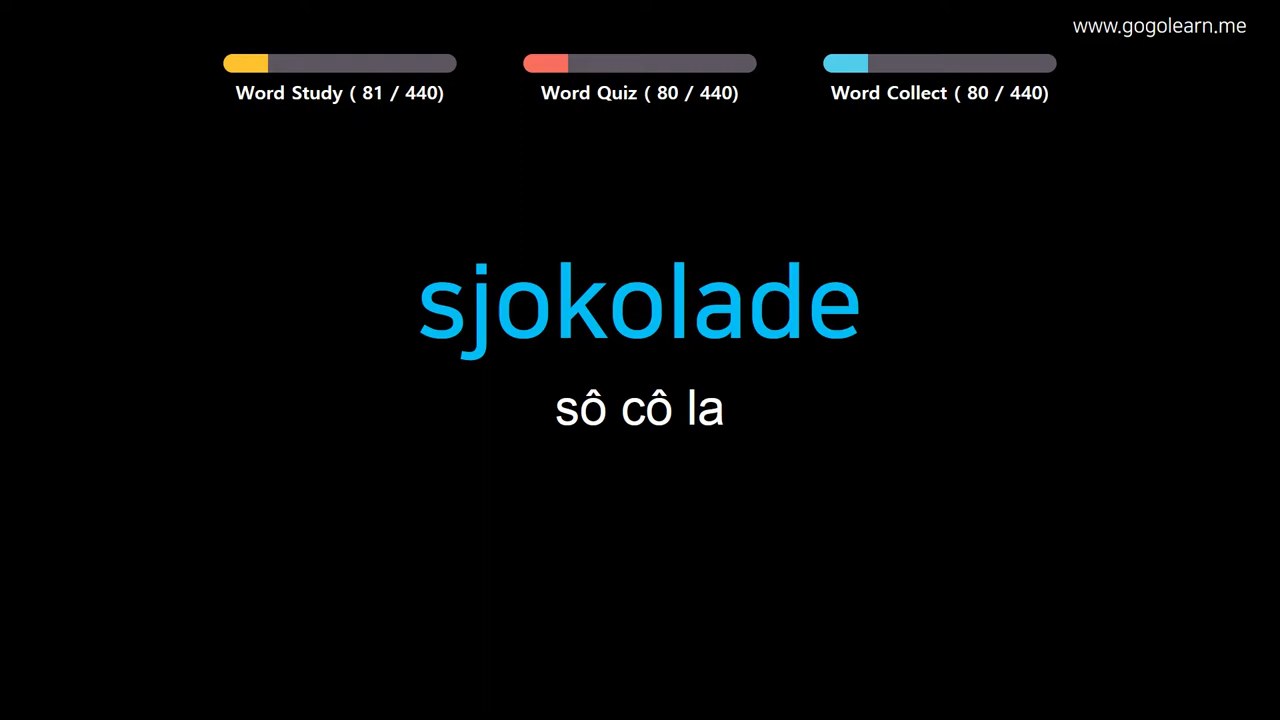 www.gogolearn.me
Word Study ( 81 / 440)
Word Quiz ( 80 / 440)
Word Collect ( 80 / 440)
sjokolade
sô cô la